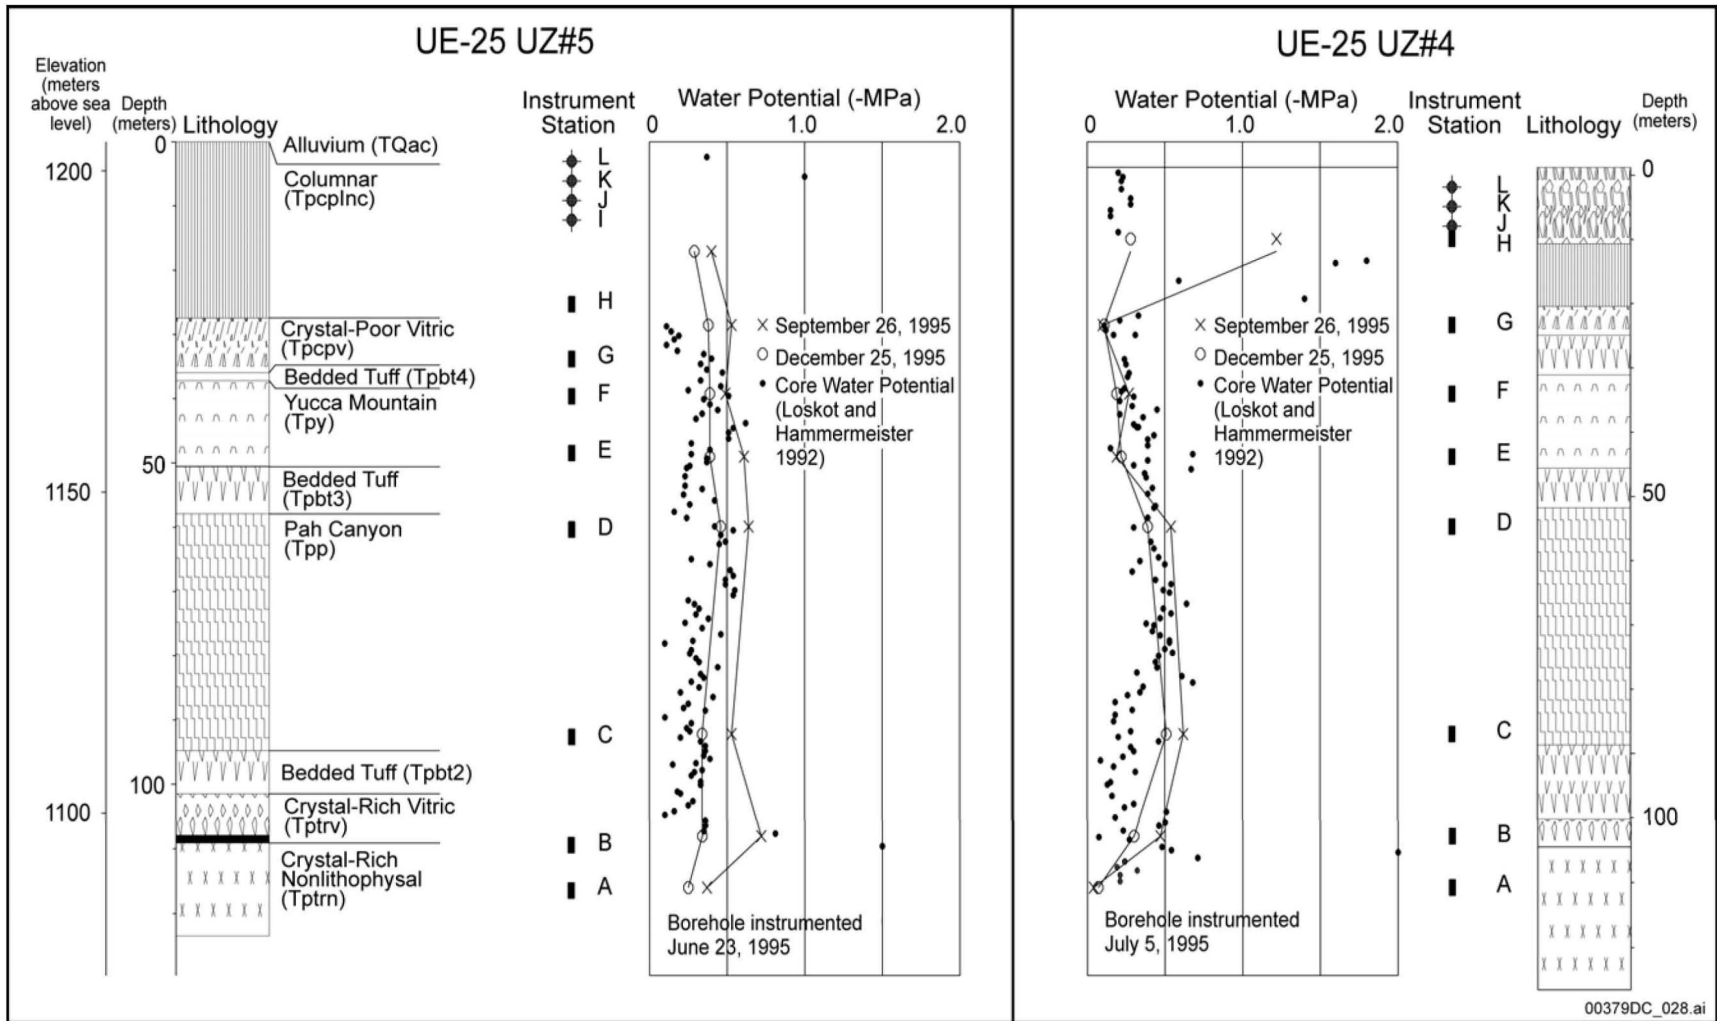 UE-25 UZ#5
Elevation
(meters
above sea
level)
Depth
(meters)
Lithology
Instrument
Station
Water Potential (-MPa)
0 1.0 2.0
0
50
100
1200
1150
1100
Alluvium (TQac)
Columnar
(Tpcplnc)
Crystal-Poor Vitric
(Tpcpv)
Bedded Tuff (Tpbt4)
Yucca Mountain
(Tpy)
Bedded Tuff
(Tpbt3)
Pah Canyon
(Tpp)
Bedded Tuff (Tpbt2)
Crystal-Rich Vitric
(Tptrv)
Crystal-Rich
Nonlithophysal
(Tptrn)
L
K
J
I
H
G
F
E
D
C
B
A
September 26, 1995
December 25, 1995
Core Water Potential
(Loskot and
Hammermeister
1992)
Borehole instrumented
June 23, 1995
UE-25 UZ#4
Water Potential (-MPa)
0 1.0 2.0
Instrument
Station
Lithology
Depth
(meters)
September 26, 1995
December 25, 1995
Core Water Potential
(Loskot and
Hammermeister
1992)
Borehole instrumented
July 5, 1995
L
K
J
H
G
F
E
D
C
B
A
0
50
100
00379DC_028.ai